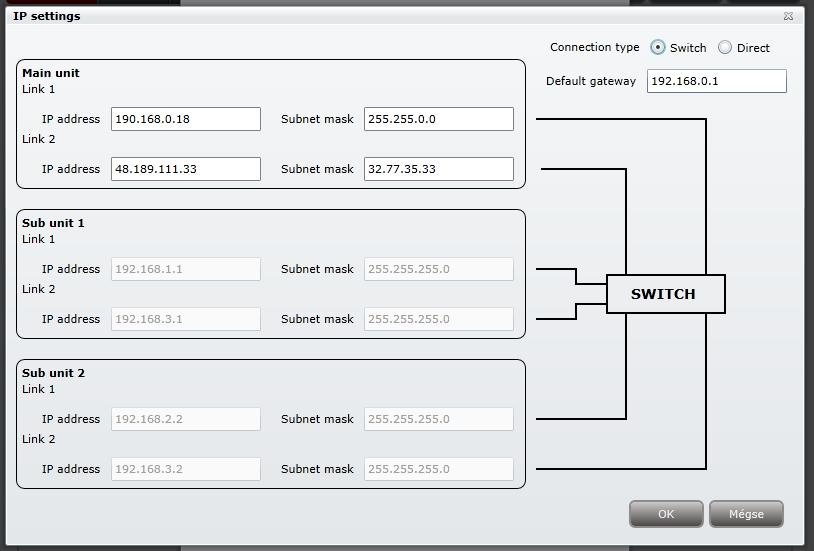 IP settings
Connection type Switch Direct
Default gateway 192.168.0.1
Main unit
Link 1
IP address 190.168.0.18 Subnet mask 255.255.0.0
Link 2
IP address 48.189.111.33 Subnet mask 32.77.35.33
Sub unit 1
Link 1
IP address 192.168.1.1 Subnet mask 255.255.255.0
Link 2
IP address 192.168.3.1 Subnet mask 255.255.255.0
SWITCH
Sub unit 2
Link 1
IP address 192.168.2.2 Subnet mask 255.255.255.0
Link 2
IP address 192.168.3.2 Subnet mask 255.255.255.0
OK Mégse